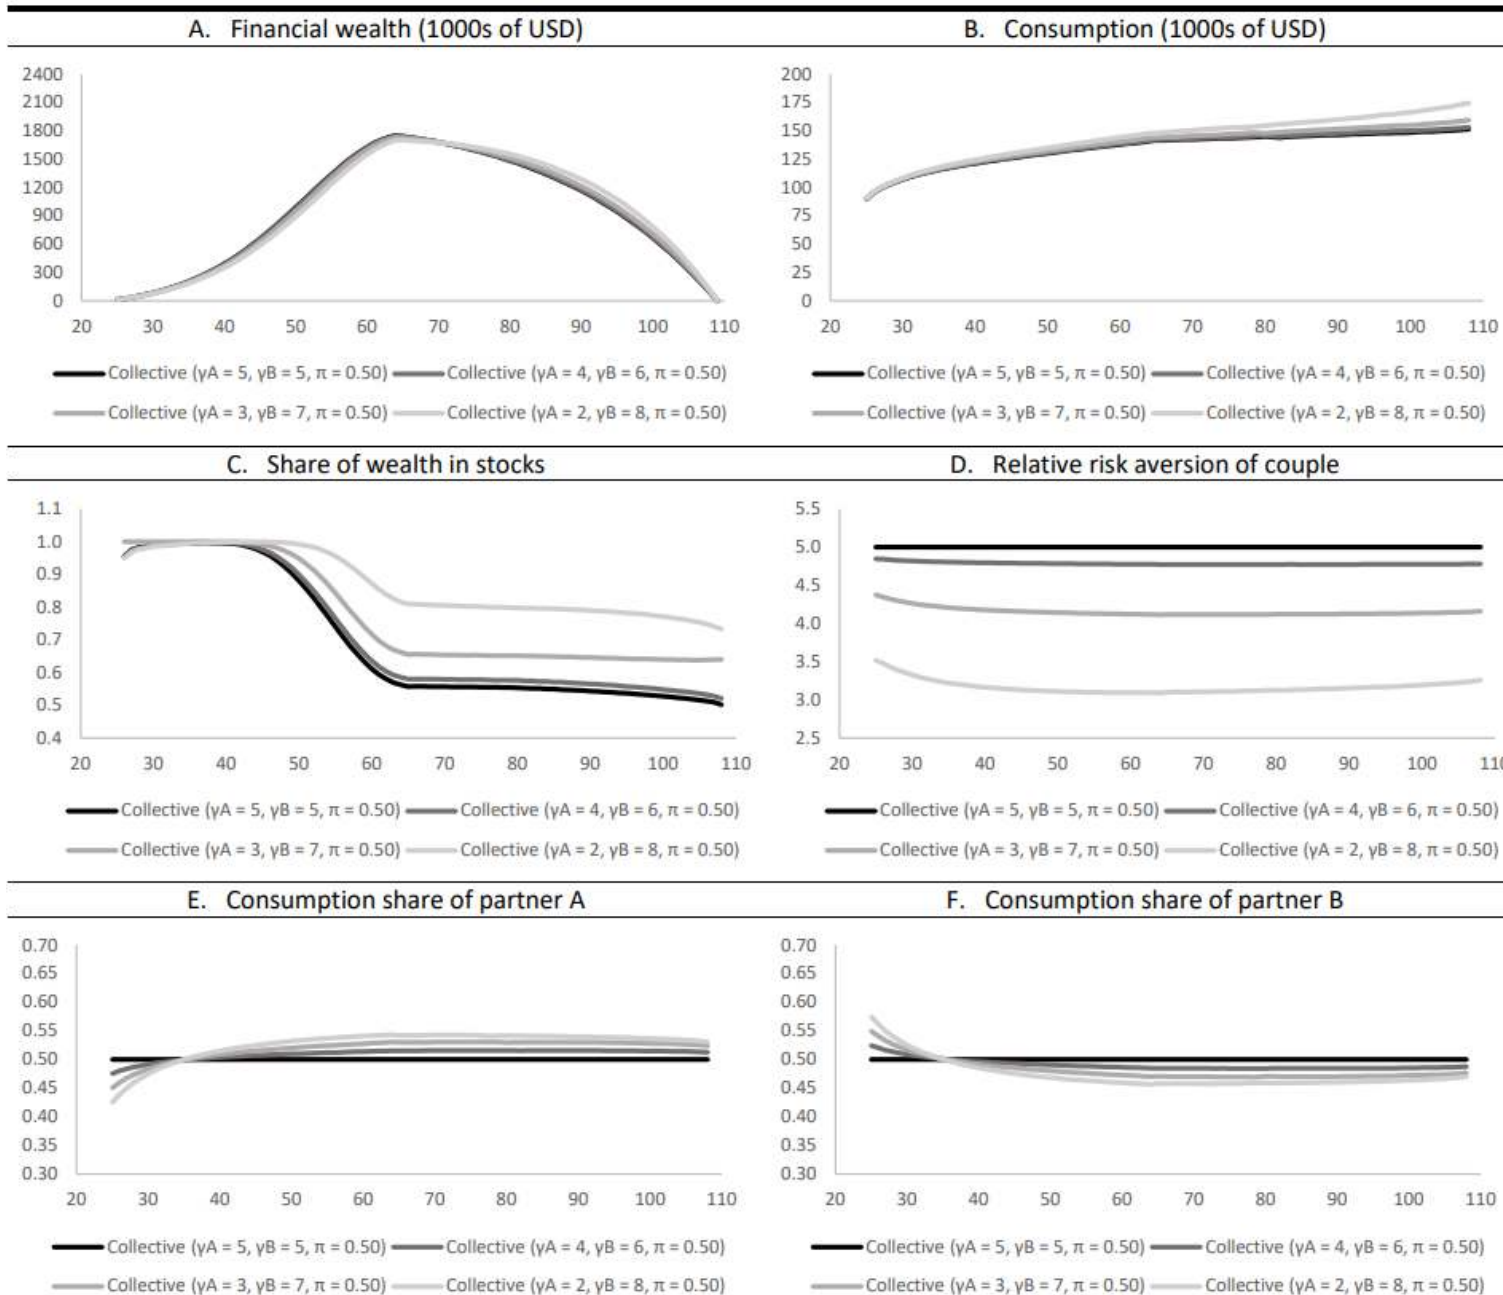 A. Financial wealth (1000s of USD)
2400
2100
1800
1500
1200
900
600
300
0
20 30 40 50 60 70 80 90 100 110
Collective (γA = 5, γB = 5, π = 0.50) Collective (γA = 4, γB = 6, π = 0.50)
Collective (γA = 3, γB = 7, π = 0.50) Collective (γA = 2, γB = 8, π = 0.50)
B. Consumption (1000s of USD)
200
175
150
125
100
75
50
25
0
20 30 40 50 60 70 80 90 100 110
Collective (γA = 5, γB = 5, π = 0.50) Collective (γA = 4, γB = 6, π = 0.50)
Collective (γA = 3, γB = 7, π = 0.50) Collective (γA = 2, γB = 8, π = 0.50)
C. Share of wealth in stocks
1.1
1.0
0.9
0.8
0.7
0.6
0.5
0.4
20 30 40 50 60 70 80 90 100 110
Collective (γA = 5, γB = 5, π = 0.50) Collective (γA = 4, γB = 6, π = 0.50)
Collective (γA = 3, γB = 7, π = 0.50) Collective (γA = 2, γB = 8, π = 0.50)
D. Relative risk aversion of couple
5.5
5.0
4.5
4.0
3.5
3.0
2.5
20 30 40 50 60 70 80 90 100 110
Collective (γA = 5, γB = 5, π = 0.50) Collective (γA = 4, γB = 6, π = 0.50)
Collective (γA = 3, γB = 7, π = 0.50) Collective (γA = 2, γB = 8, π = 0.50)
E. Consumption share of partner A
0.70
0.65
0.60
0.55
0.50
0.45
0.40
0.35
0.30
20 30 40 50 60 70 80 90 100 110
Collective (γA = 5, γB = 5, π = 0.50) Collective (γA = 4, γB = 6, π = 0.50)
Collective (γA = 3, γB = 7, π = 0.50) Collective (γA = 2, γB = 8, π = 0.50)
F. Consumption share of partner B
0.70
0.65
0.60
0.55
0.50
0.45
0.40
0.35
0.30
20 30 40 50 60 70 80 90 100 110
Collective (γA = 5, γB = 5, π = 0.50) Collective (γA = 4, γB = 6, π = 0.50)
Collective (γA = 3, γB = 7, π = 0.50) Collective (γA = 2, γB = 8, π = 0.50)